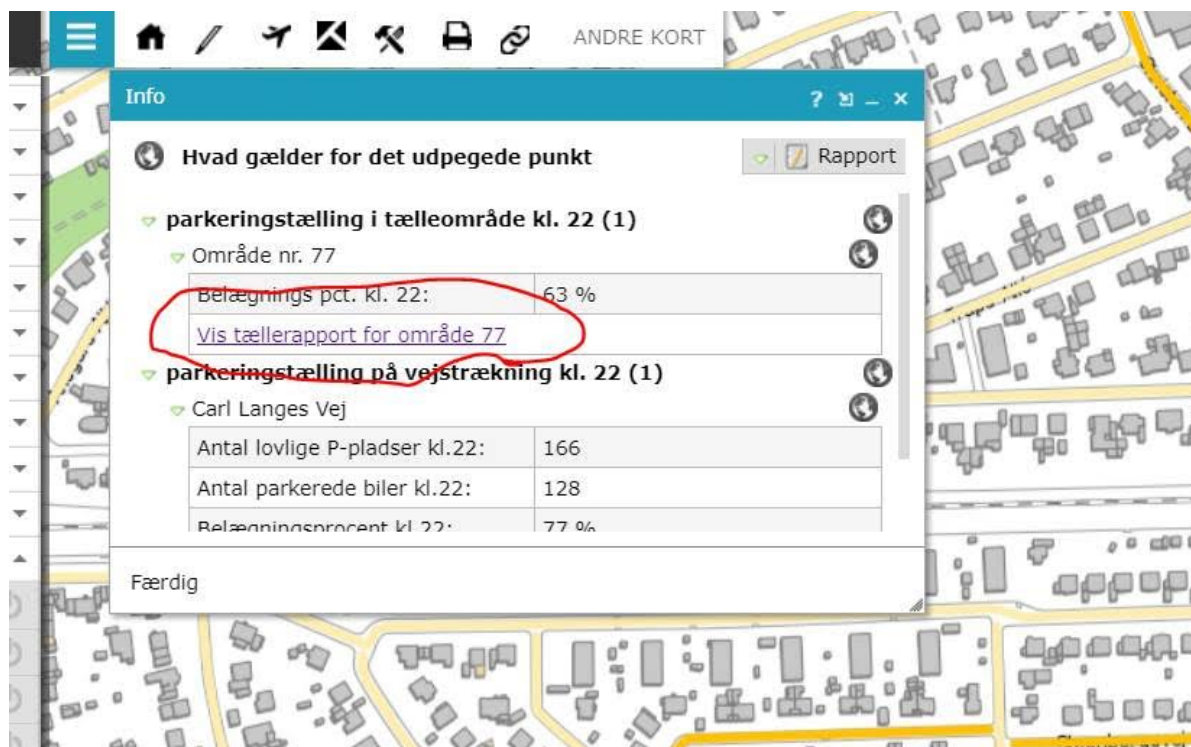 ANDRE KORT
Info
? _ ×
Hvad gælder for det udpegede punkt
Rapport
parkeringstælling i tælleområde kl. 22 (1)
Område nr. 77
Belægnings pct. kl. 22: 63 %
Vis tællerapport for område 77
parkeringstælling på vejstrækning kl. 22 (1)
Carl Langes Vej
Antal lovlige P-pladser kl.22: 166
Antal parkerede biler kl.22: 128
Belægningsprocent kl.22: 77 %
Færdig